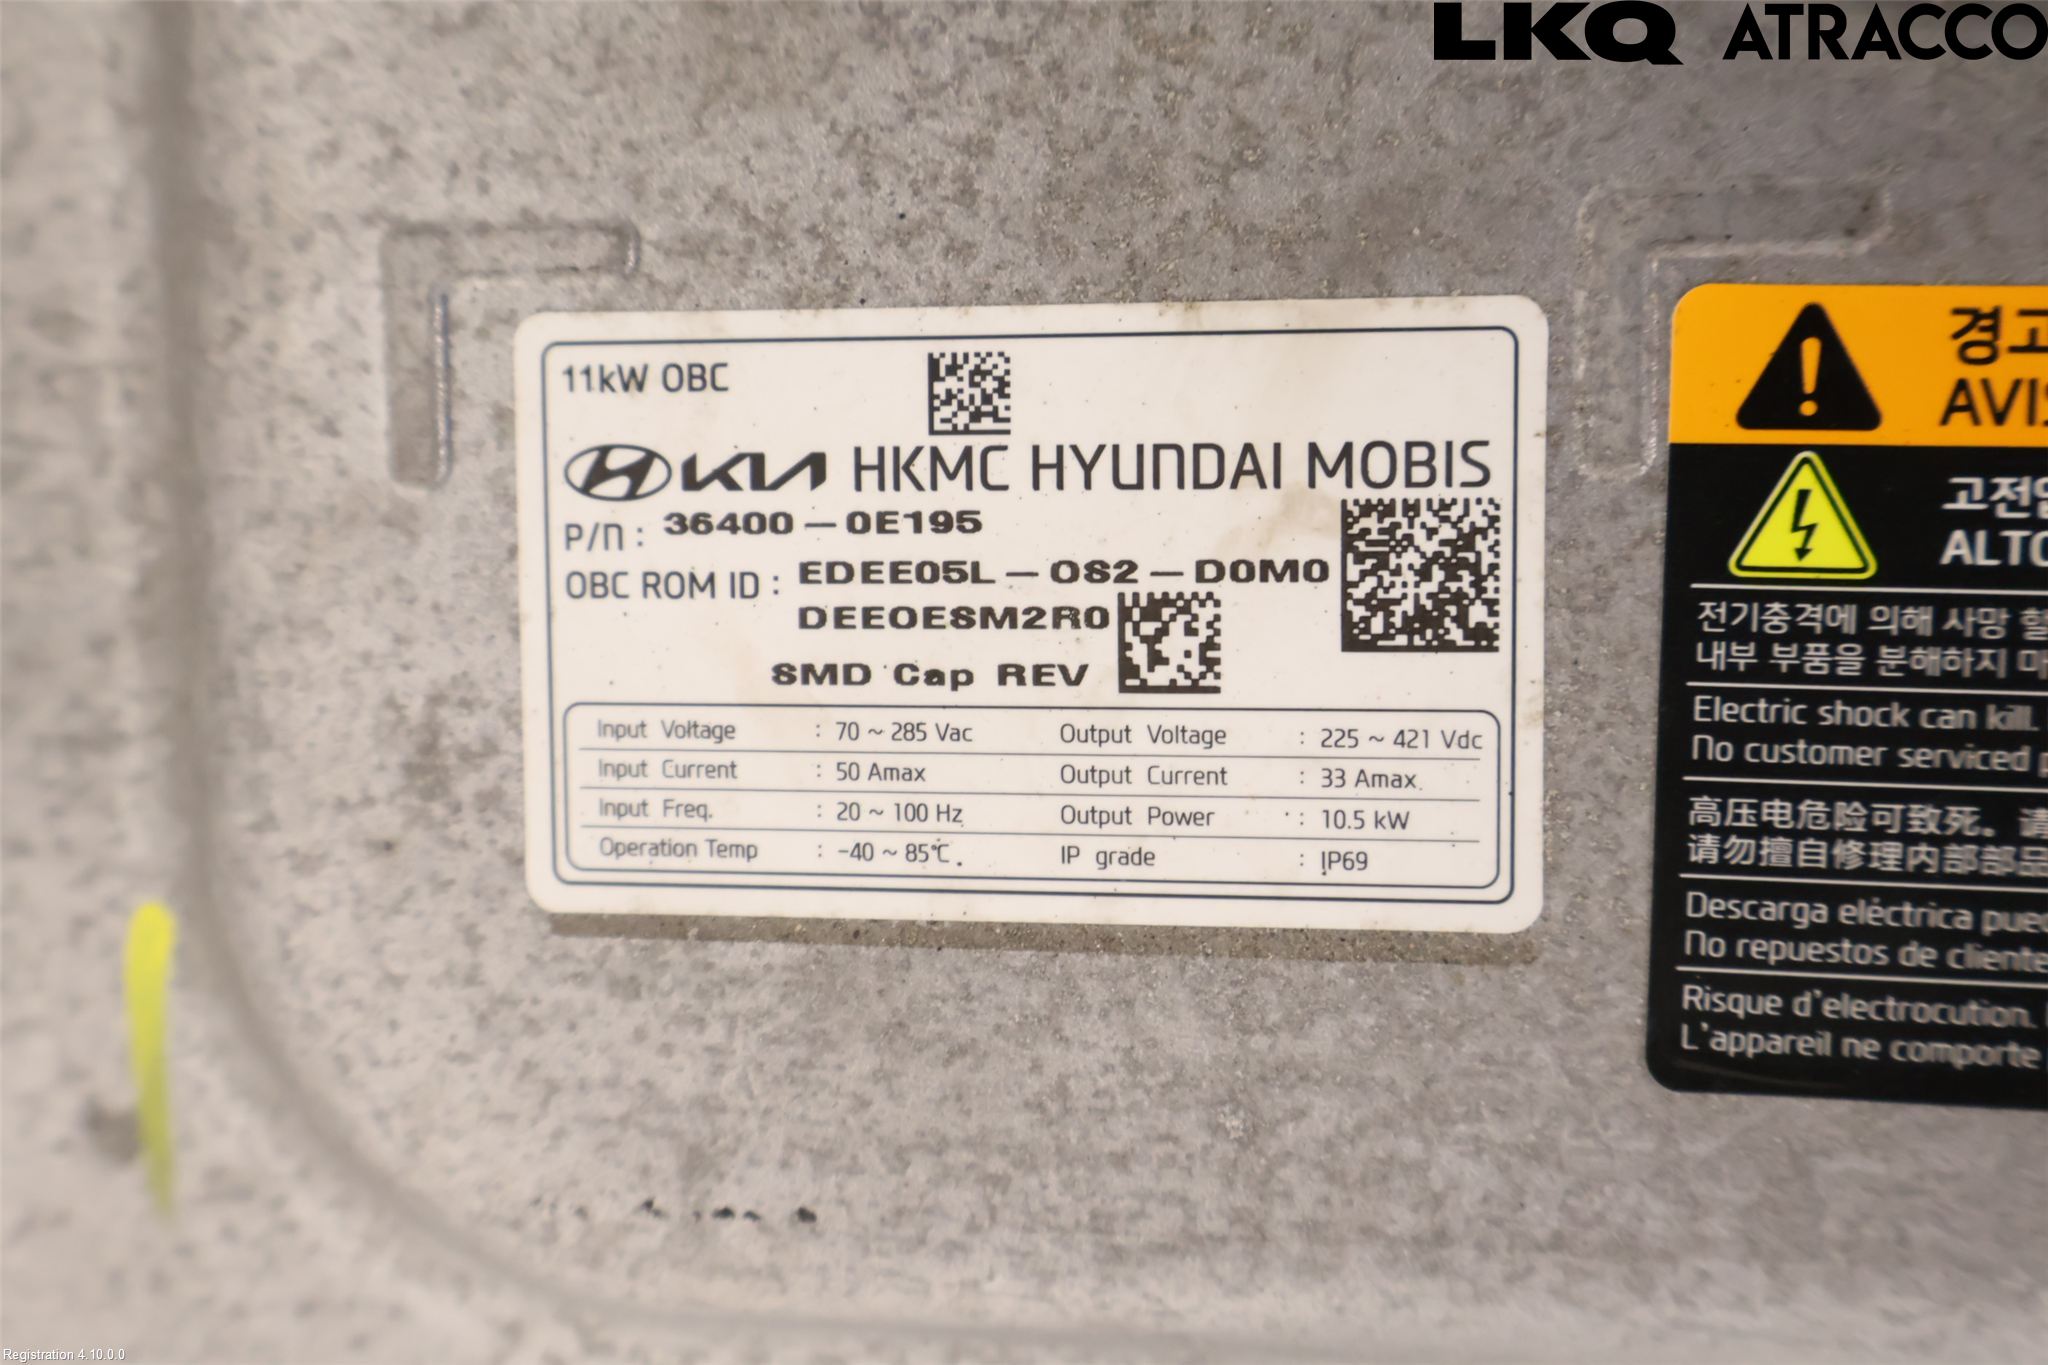 LKQ ATRACCO
11kW OBC
KIA HKMC HYUNDAI MOBIS
P/N : 36400-0E195
OBC ROM ID : EDEE05L-OS2-D0M0
DEEOESM2R0
SMD Cap REV
Input Voltage : 70 ~ 285 Vac Output Voltage : 225 ~ 421 Vdc
Input Current : 50 Amax Output Current : 33 Amax.
Input Freq. : 20 ~ 100 Hz Output Power : 10.5 kW
Operation Temp : -40 ~ 85℃. IP grade : IP69
경고
AVIS
고전압
ALTO
전기충격에 의해 사망 할
내부 부품을 분해하지 마
Electric shock can kill.
No customer serviced p
高压电危险可致死。请
请勿擅自修理内部部品
Descarga eléctrica pued
No repuestos de cliente
Risque d'electrocution.
L'appareil ne comporte
Registration 4.10.0.0